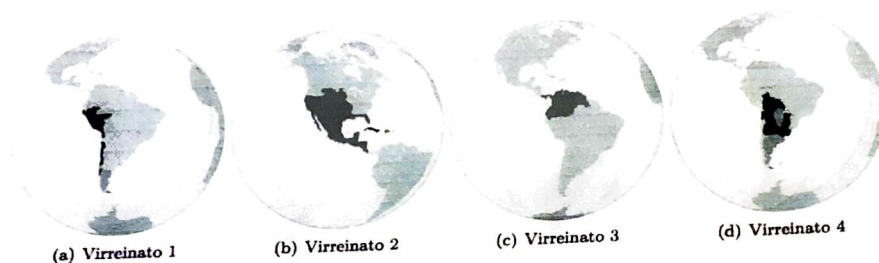 (a) Virreinato 1
(b) Virreinato 2
(c) Virreinato 3
(d) Virreinato 4